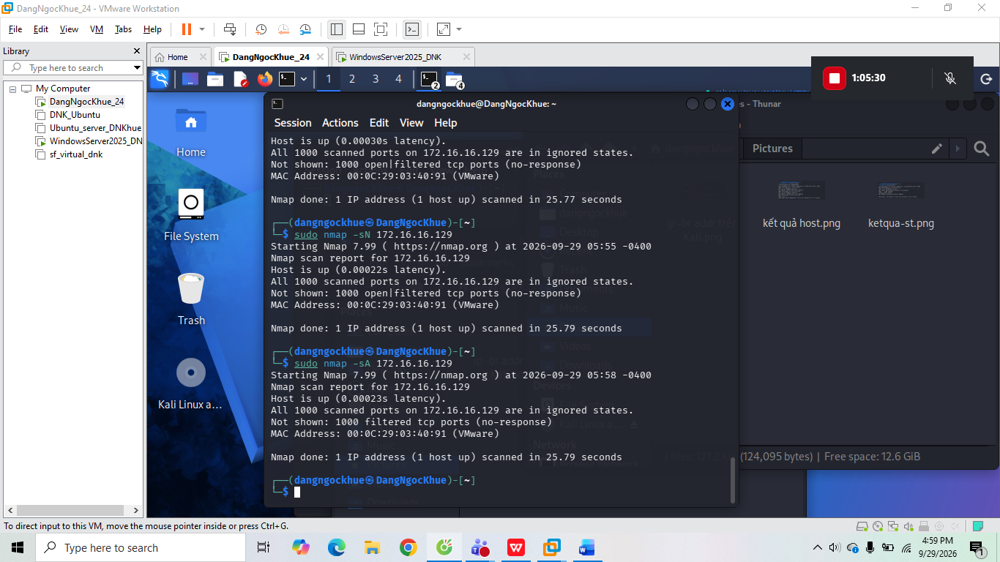 DangNgocKhue_24 - VMware Workstation
File Edit View VM Tabs Help
Library
Type here to search
My Computer
DangNgocKhue_24
DNK_Ubuntu
Ubuntu_server_DNKhue
WindowsServer2025_DN
sf_virtual_dnk
Home
DangNgocKhue_24
WindowsServer2025_DNK
1 2 3 4
2
4
1:05:30
Home
File System
Trash
Kali Linux a...
dangngockhue@DangNgocKhue: ~
Session Actions Edit View Help
Host is up (0.00030s latency).
All 1000 scanned ports on 172.16.16.129 are in ignored states.
Not shown: 1000 open|filtered tcp ports (no-response)
MAC Address: 00:0C:29:03:40:91 (VMware)
Nmap done: 1 IP address (1 host up) scanned in 25.77 seconds
┌──(dangngockhue㉿DangNgocKhue)-[~]
└─$ sudo nmap -sN 172.16.16.129
Starting Nmap 7.99 ( https://nmap.org ) at 2026-09-29 05:55 -0400
Nmap scan report for 172.16.16.129
Host is up (0.00022s latency).
All 1000 scanned ports on 172.16.16.129 are in ignored states.
Not shown: 1000 open|filtered tcp ports (no-response)
MAC Address: 00:0C:29:03:40:91 (VMware)
Nmap done: 1 IP address (1 host up) scanned in 25.79 seconds
┌──(dangngockhue㉿DangNgocKhue)-[~]
└─$ sudo nmap -sA 172.16.16.129
Starting Nmap 7.99 ( https://nmap.org ) at 2026-09-29 05:58 -0400
Nmap scan report for 172.16.16.129
Host is up (0.00023s latency).
All 1000 scanned ports on 172.16.16.129 are in ignored states.
Not shown: 1000 filtered tcp ports (no-response)
MAC Address: 00:0C:29:03:40:91 (VMware)
Nmap done: 1 IP address (1 host up) scanned in 25.79 seconds
┌──(dangngockhue㉿DangNgocKhue)-[~]
└─$
- Thunar
Pictures
kết quả host.png
ketqua-st.png
(124,095 bytes) | Free space: 12.6 GiB
To direct input to this VM, move the mouse pointer inside or press Ctrl+G.
Type here to search
4:59 PM
9/29/2026
1